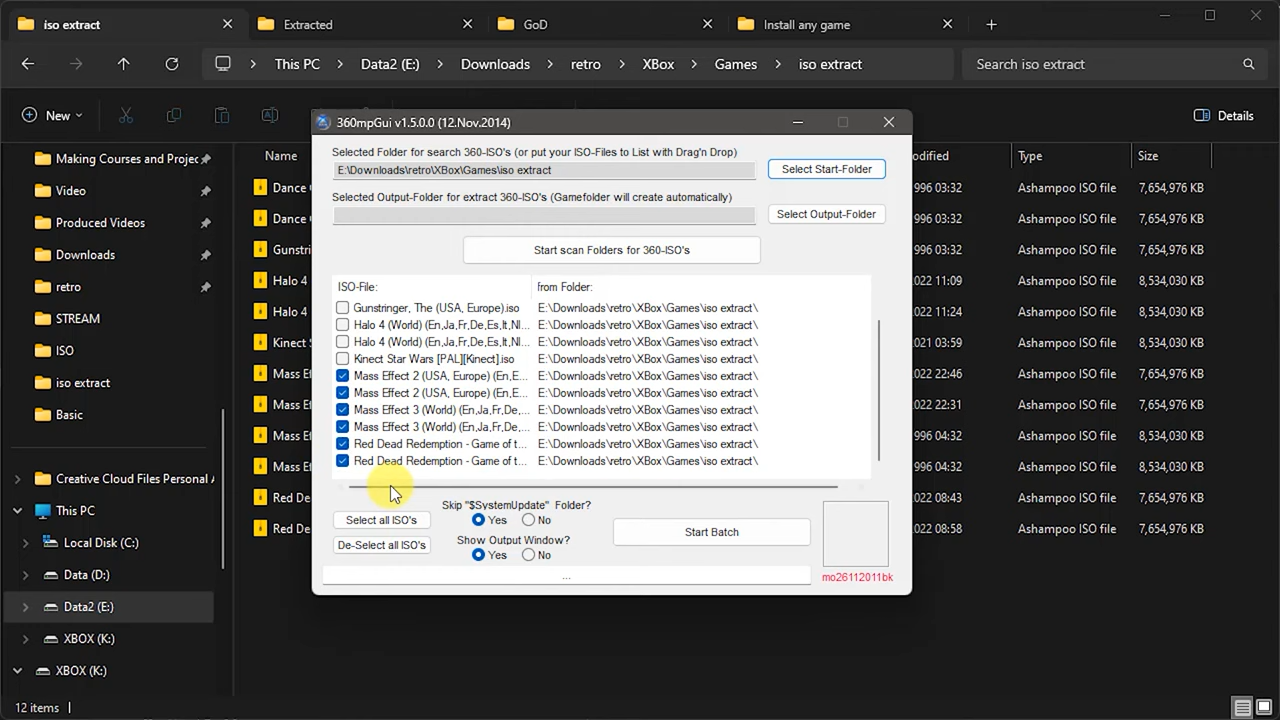 iso extract
Extracted
GoD
Install any game
This PC
Data2 (E:)
Downloads
retro
XBox
Games
iso extract
Search iso extract
New
Details
Making Courses and Projec
Video
Produced Videos
Downloads
retro
STREAM
ISO
iso extract
Basic
Creative Cloud Files Personal A
This PC
Local Disk (C:)
Data (D:)
Data2 (E:)
XBOX (K:)
XBOX (K:)
Name
odified
Type
Size
Dance
996 03:32
Ashampoo ISO file
7,654,976 KB
Dance
996 03:32
Ashampoo ISO file
7,654,976 KB
Gunstri
996 03:32
Ashampoo ISO file
7,654,976 KB
Halo 4
022 11:09
Ashampoo ISO file
8,534,030 KB
Halo 4
022 11:24
Ashampoo ISO file
8,534,030 KB
Kinect
021 03:59
Ashampoo ISO file
7,654,976 KB
Mass E
022 22:46
Ashampoo ISO file
7,654,976 KB
Mass E
022 22:31
Ashampoo ISO file
7,654,976 KB
Mass E
996 04:32
Ashampoo ISO file
8,534,030 KB
Mass E
996 04:32
Ashampoo ISO file
8,534,030 KB
Red De
022 08:43
Ashampoo ISO file
7,654,976 KB
Red De
022 08:58
Ashampoo ISO file
7,654,976 KB
360mpGui v1.5.0.0 (12.Nov.2014)
Selected Folder for search 360-ISO's (or put your ISO-Files to List with Drag'n Drop)
E:\Downloads\retro\XBox\Games\iso extract
Select Start-Folder
Selected Output-Folder for extract 360-ISO's (Gamefolder will create automatically)
Select Output-Folder
Start scan Folders for 360-ISO's
ISO-File:
from Folder:
Gunstringer, The (USA, Europe).iso
E:\Downloads\retro\XBox\Games\iso extract\
Halo 4 (World) (En,Ja,Fr,De,Es,It,Nl...
E:\Downloads\retro\XBox\Games\iso extract\
Halo 4 (World) (En,Ja,Fr,De,Es,It,Nl...
E:\Downloads\retro\XBox\Games\iso extract\
Kinect Star Wars [PAL][Kinect].iso
E:\Downloads\retro\XBox\Games\iso extract\
Mass Effect 2 (USA, Europe) (En,E...
E:\Downloads\retro\XBox\Games\iso extract\
Mass Effect 2 (USA, Europe) (En,E...
E:\Downloads\retro\XBox\Games\iso extract\
Mass Effect 3 (World) (En,Ja,Fr,De,...
E:\Downloads\retro\XBox\Games\iso extract\
Mass Effect 3 (World) (En,Ja,Fr,De,...
E:\Downloads\retro\XBox\Games\iso extract\
Red Dead Redemption - Game of t...
E:\Downloads\retro\XBox\Games\iso extract\
Red Dead Redemption - Game of t...
E:\Downloads\retro\XBox\Games\iso extract\
Select all ISO's
De-Select all ISO's
Skip "$SystemUpdate" Folder?
Yes
No
Show Output Window?
Yes
No
Start Batch
...
mo26112011bk
12 items